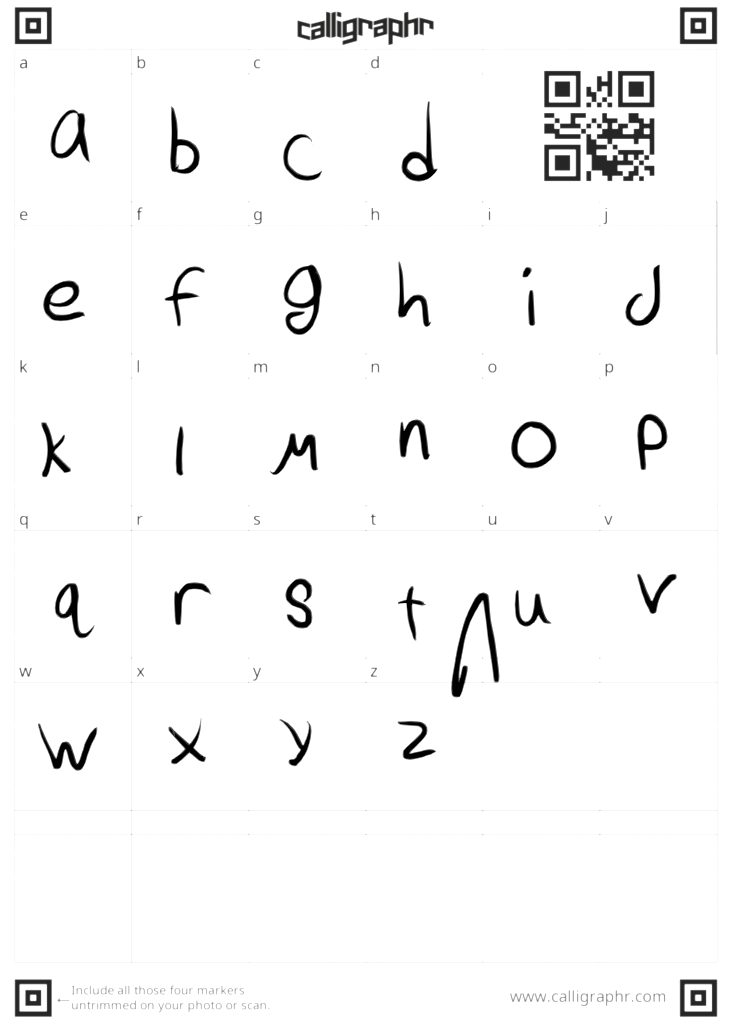 calligraphr
a b c d
a b c d
e f g h i j
e f g h i j
k l m n o p
k l m n o p
q r s t u v
q r s t u v
w x y z
w x y z
←Include all those four markers
untrimmed on your photo or scan.
www.calligraphr.com